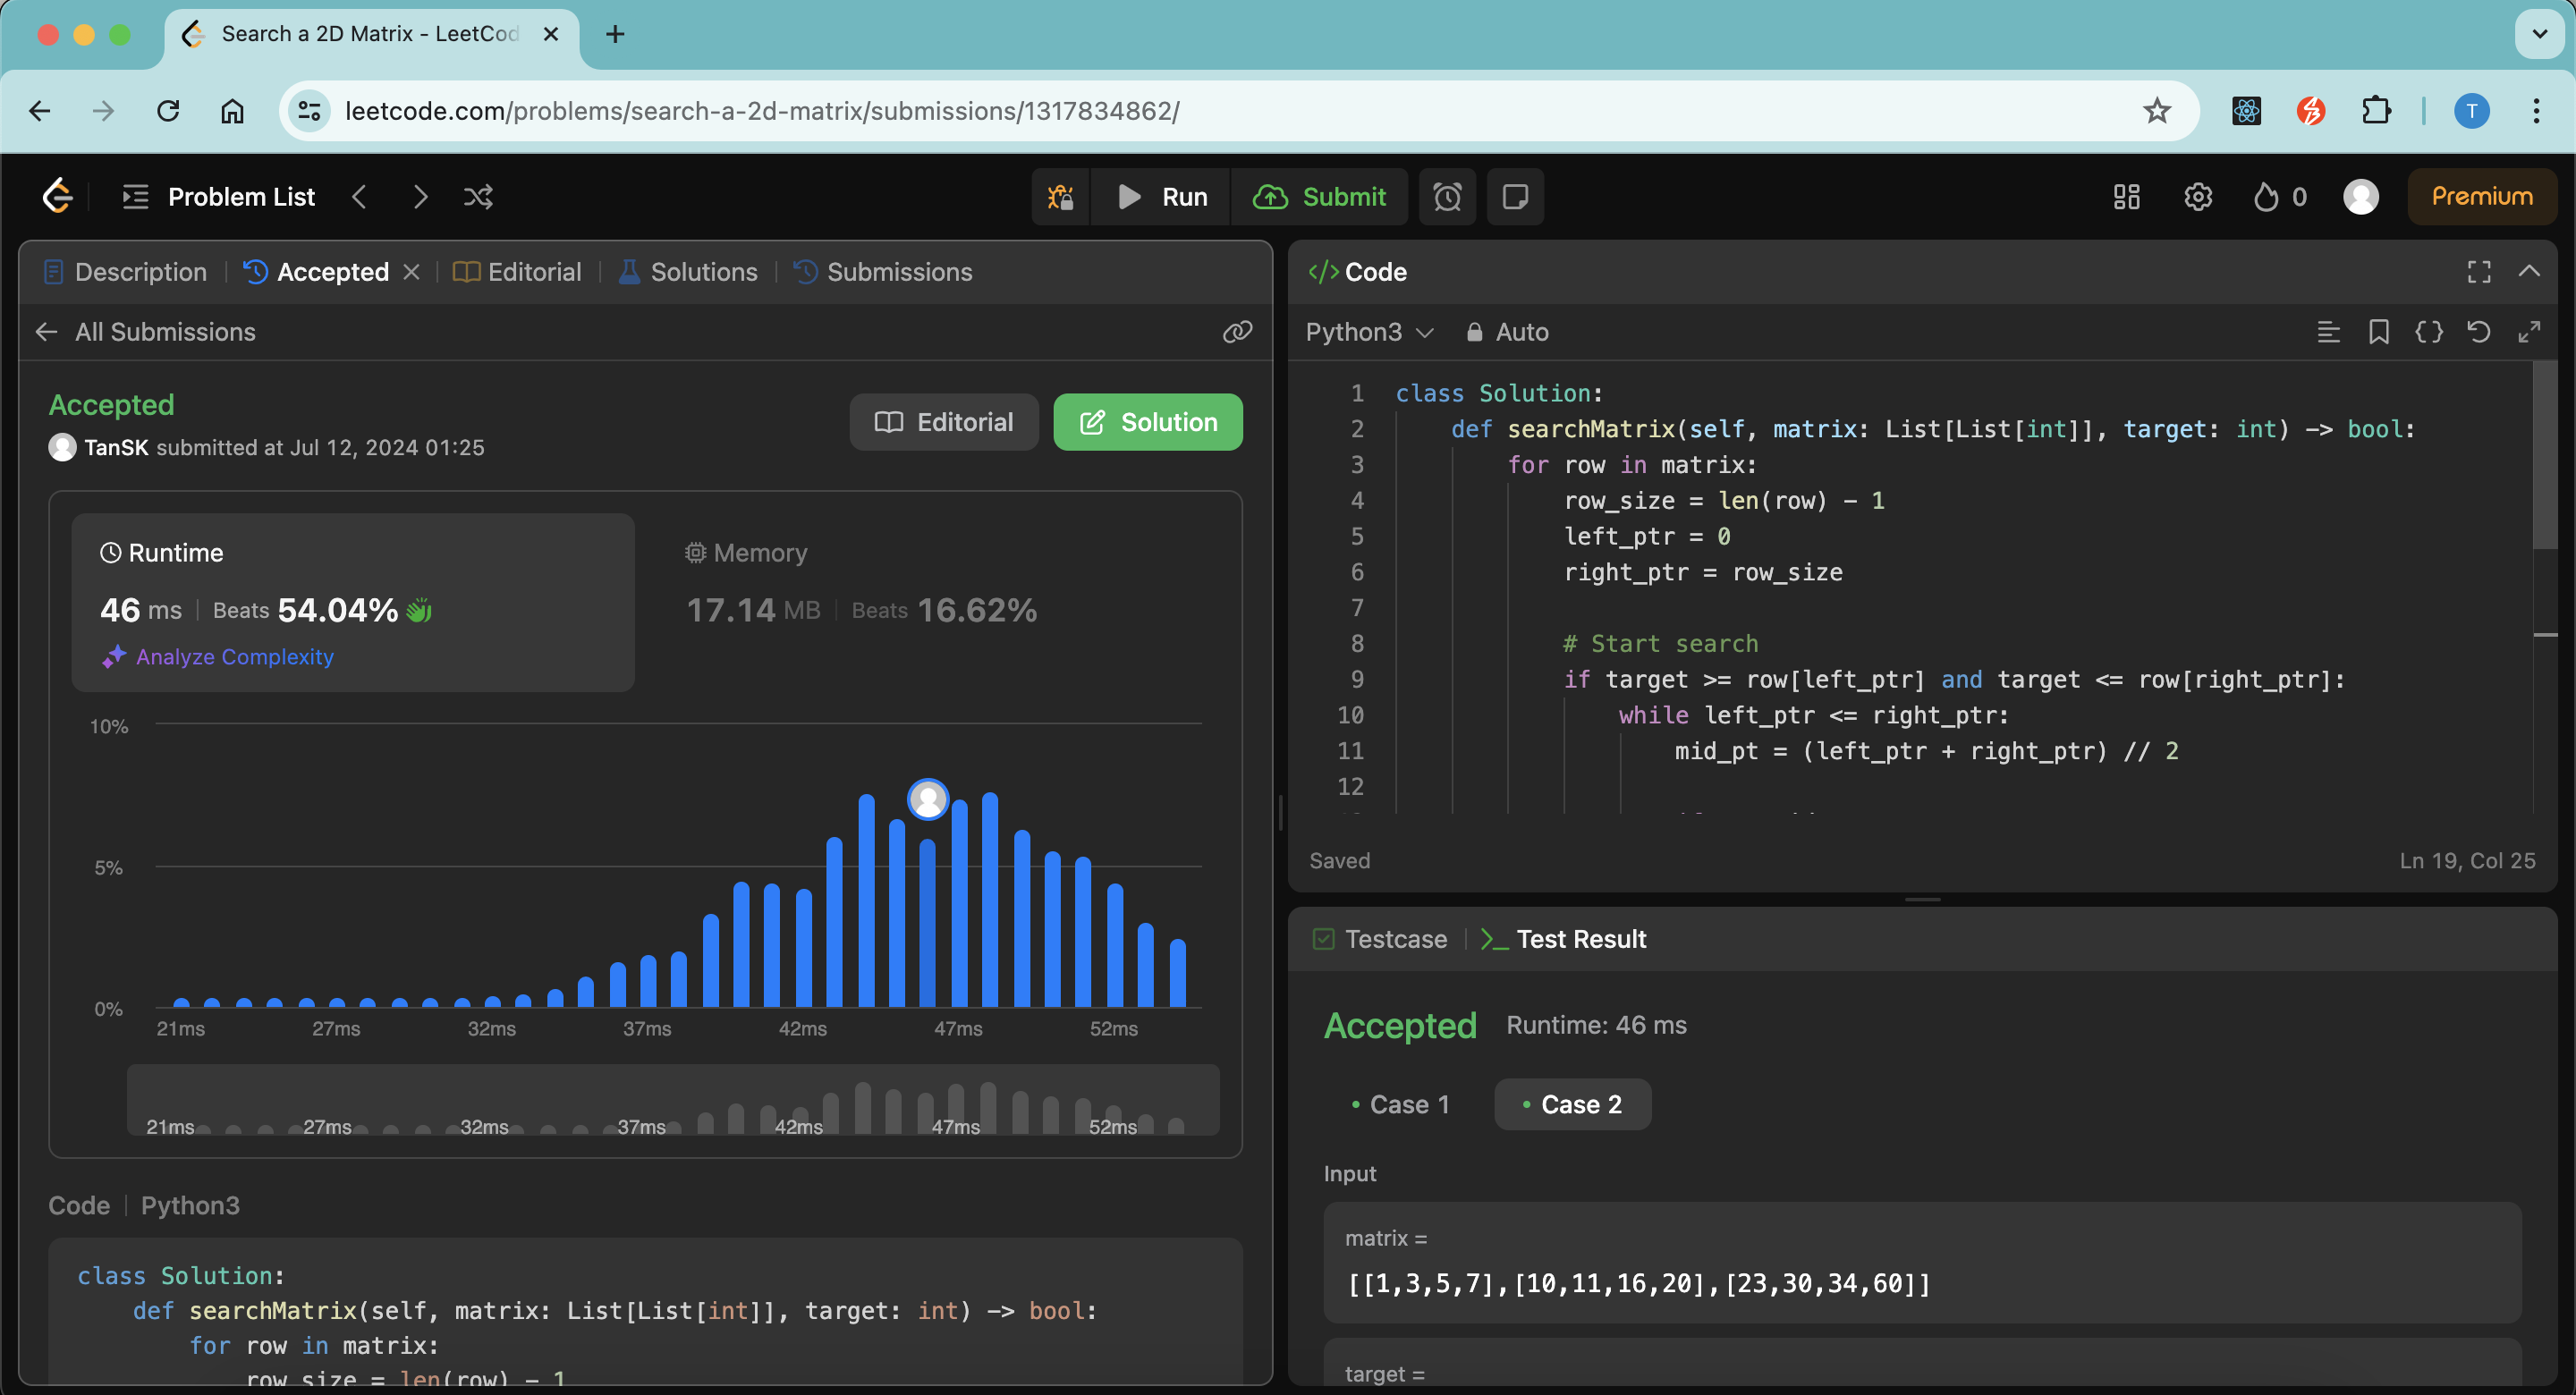 Search a 2D Matrix - LeetCod
leetcode.com/problems/search-a-2d-matrix/submissions/1317834862/
T
Problem List
Run
Submit
0
Premium
Description
Accepted
Editorial
Solutions
Submissions
All Submissions
Accepted
TanSK submitted at Jul 12, 2024 01:25
Editorial
Solution
Runtime
46 ms | Beats 54.04%
Analyze Complexity
Memory
17.14 MB | Beats 16.62%
10%
5%
0%
21ms 27ms 32ms 37ms 42ms 47ms 52ms
21ms 27ms 32ms 37ms 42ms 47ms 52ms
Code | Python3
class Solution:
def searchMatrix(self, matrix: List[List[int]], target: int) -> bool:
for row in matrix:
row_size = len(row) - 1
</> Code
Python3
Auto
1 class Solution:
2 def searchMatrix(self, matrix: List[List[int]], target: int) -> bool:
3 for row in matrix:
4 row_size = len(row) - 1
5 left_ptr = 0
6 right_ptr = row_size
7
8 # Start search
9 if target >= row[left_ptr] and target <= row[right_ptr]:
10 while left_ptr <= right_ptr:
11 mid_pt = (left_ptr + right_ptr) // 2
12
Saved
Ln 19, Col 25
Testcase
Test Result
Accepted
Runtime: 46 ms
Case 1
Case 2
Input
matrix =
[[1,3,5,7],[10,11,16,20],[23,30,34,60]]
target =